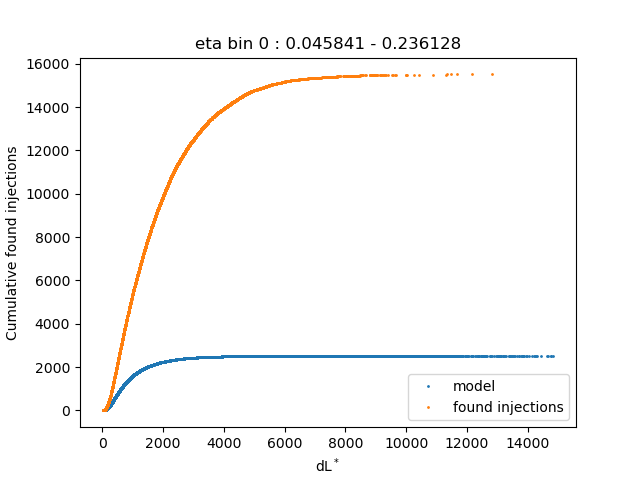 eta bin 0 : 0.045841 - 0.236128
Cumulative found injections
16000
14000
12000
10000
8000
6000
4000
2000
0
0 2000 4000 6000 8000 10000 12000 14000
dL*
model
found injections